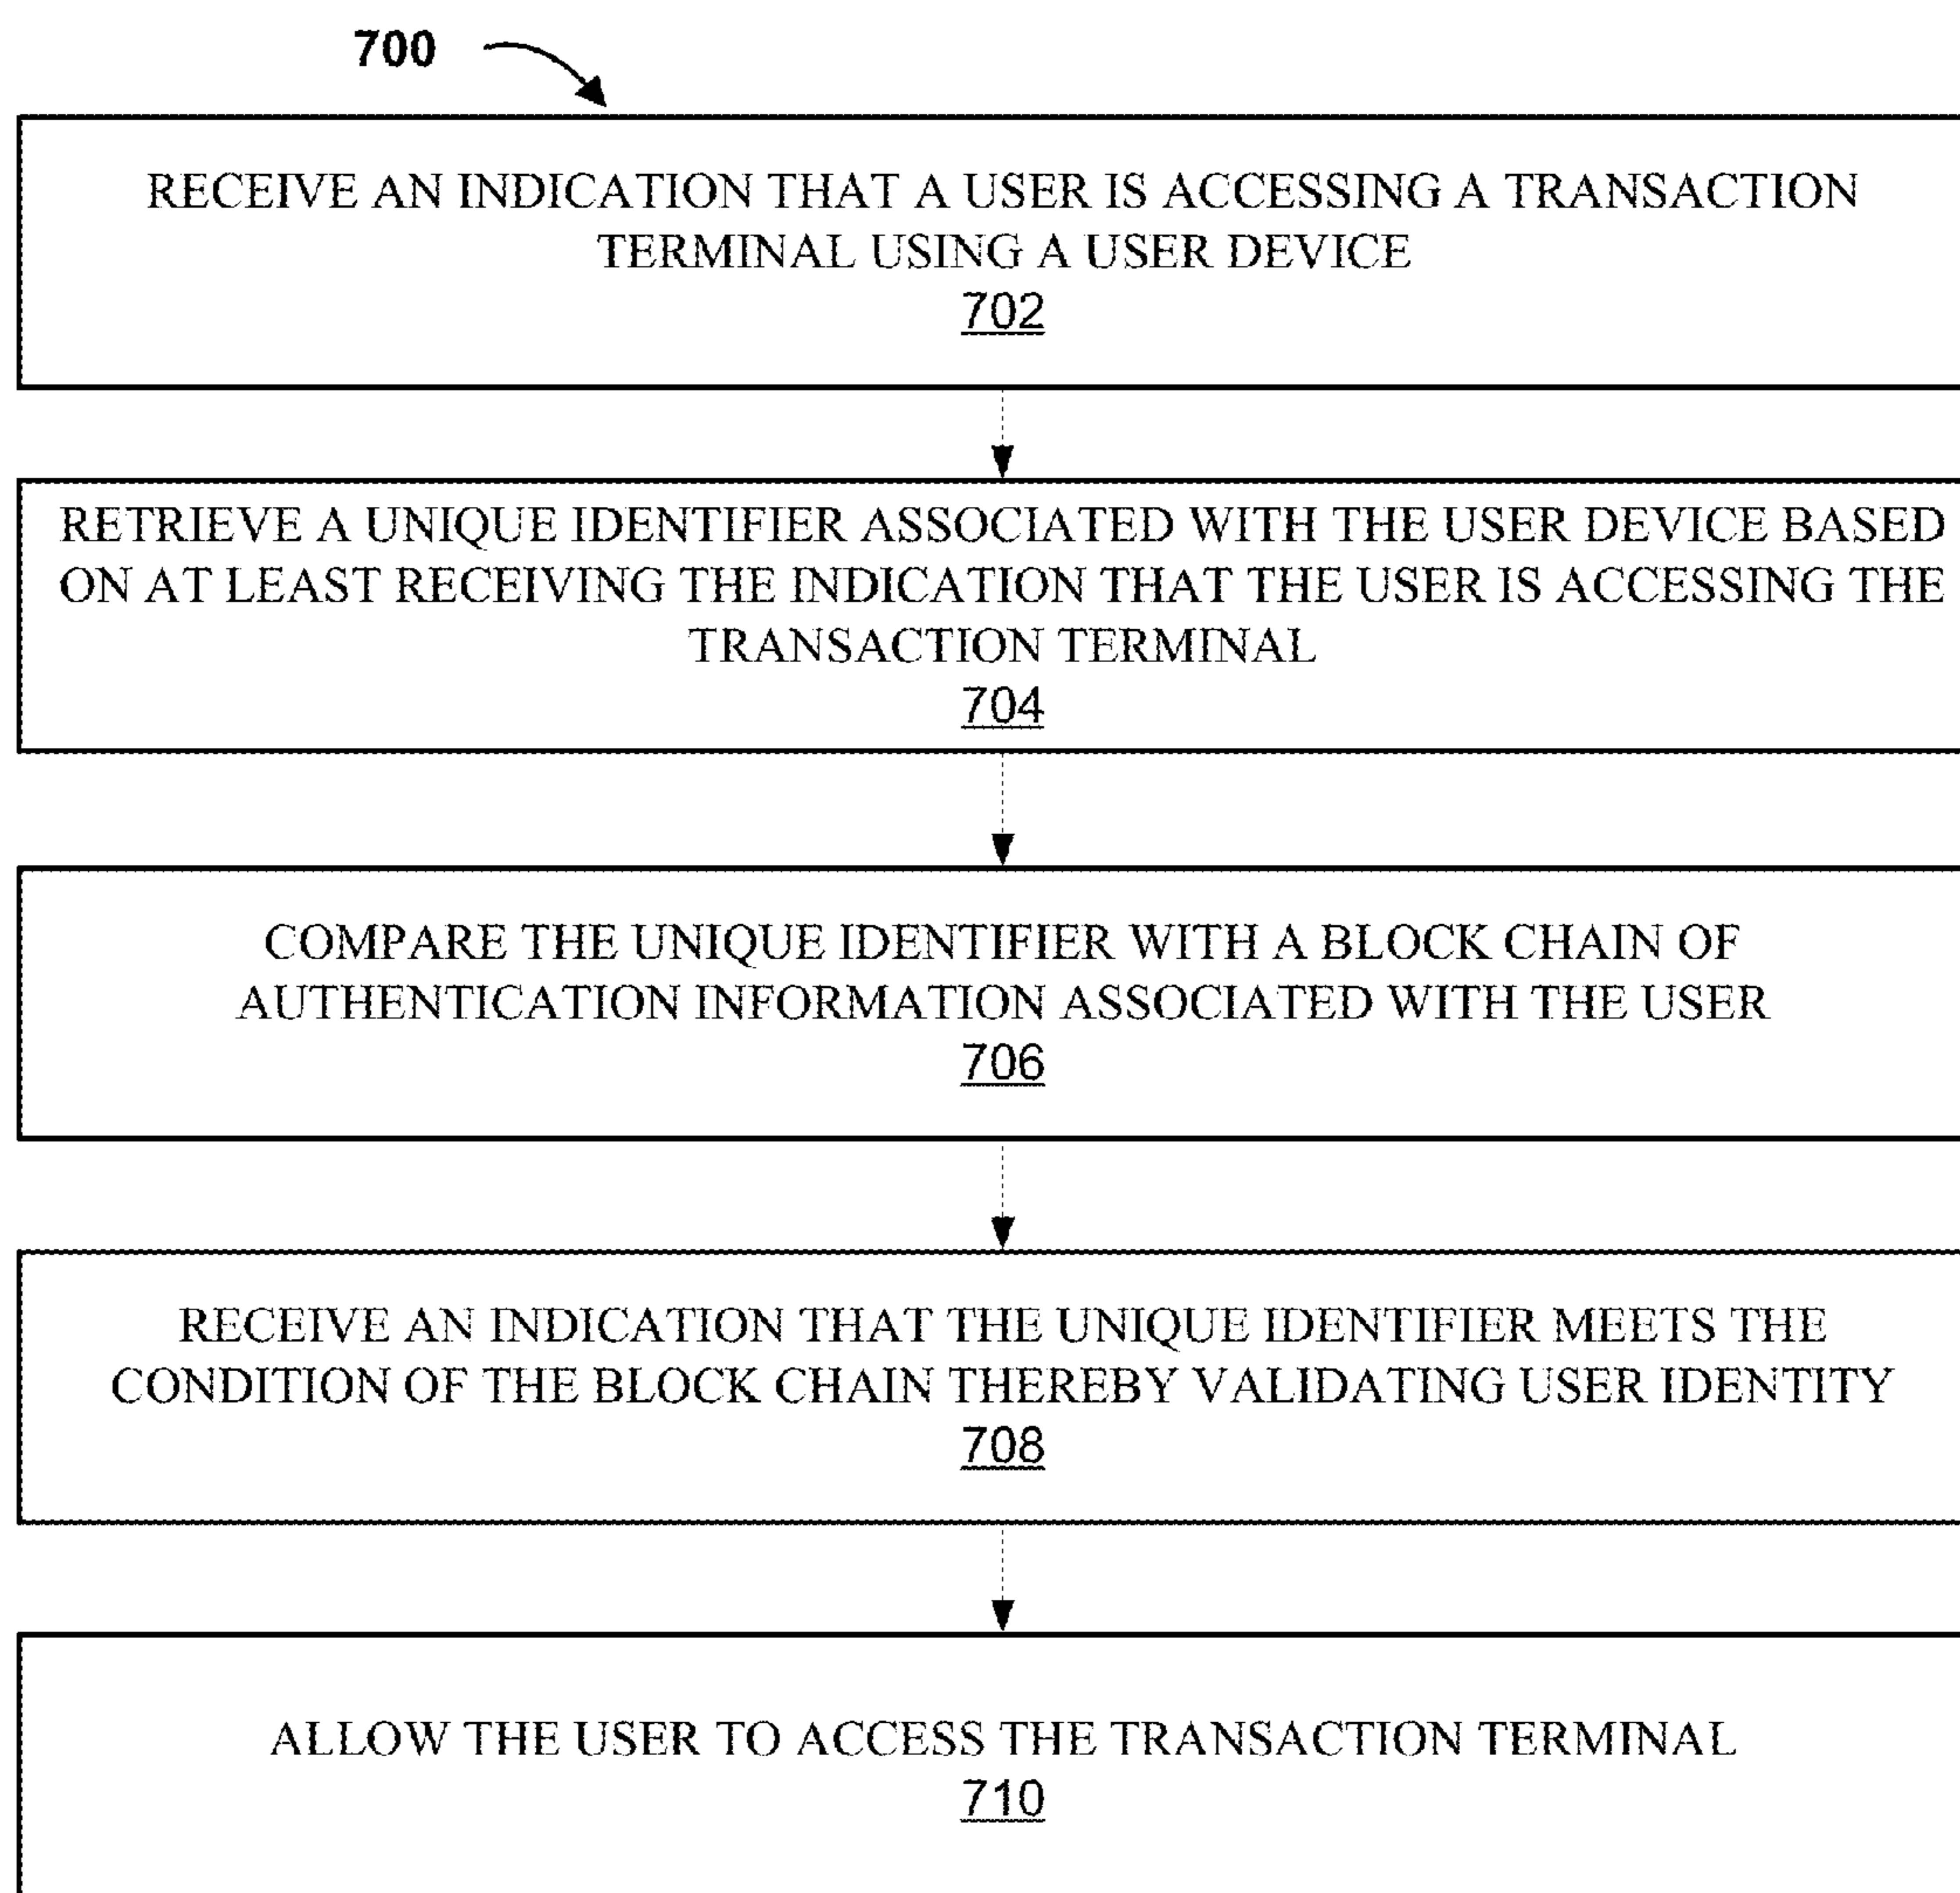 700
RECEIVE AN INDICATION THAT A USER IS ACCESSING A TRANSACTION
TERMINAL USING A USER DEVICE
702
RETRIEVE A UNIQUE IDENTIFIER ASSOCIATED WITH THE USER DEVICE BASED
ON AT LEAST RECEIVING THE INDICATION THAT THE USER IS ACCESSING THE
TRANSACTION TERMINAL
704
COMPARE THE UNIQUE IDENTIFIER WITH A BLOCK CHAIN OF
AUTHENTICATION INFORMATION ASSOCIATED WITH THE USER
706
RECEIVE AN INDICATION THAT THE UNIQUE IDENTIFIER MEETS THE
CONDITION OF THE BLOCK CHAIN THEREBY VALIDATING USER IDENTITY
708
ALLOW THE USER TO ACCESS THE TRANSACTION TERMINAL
710